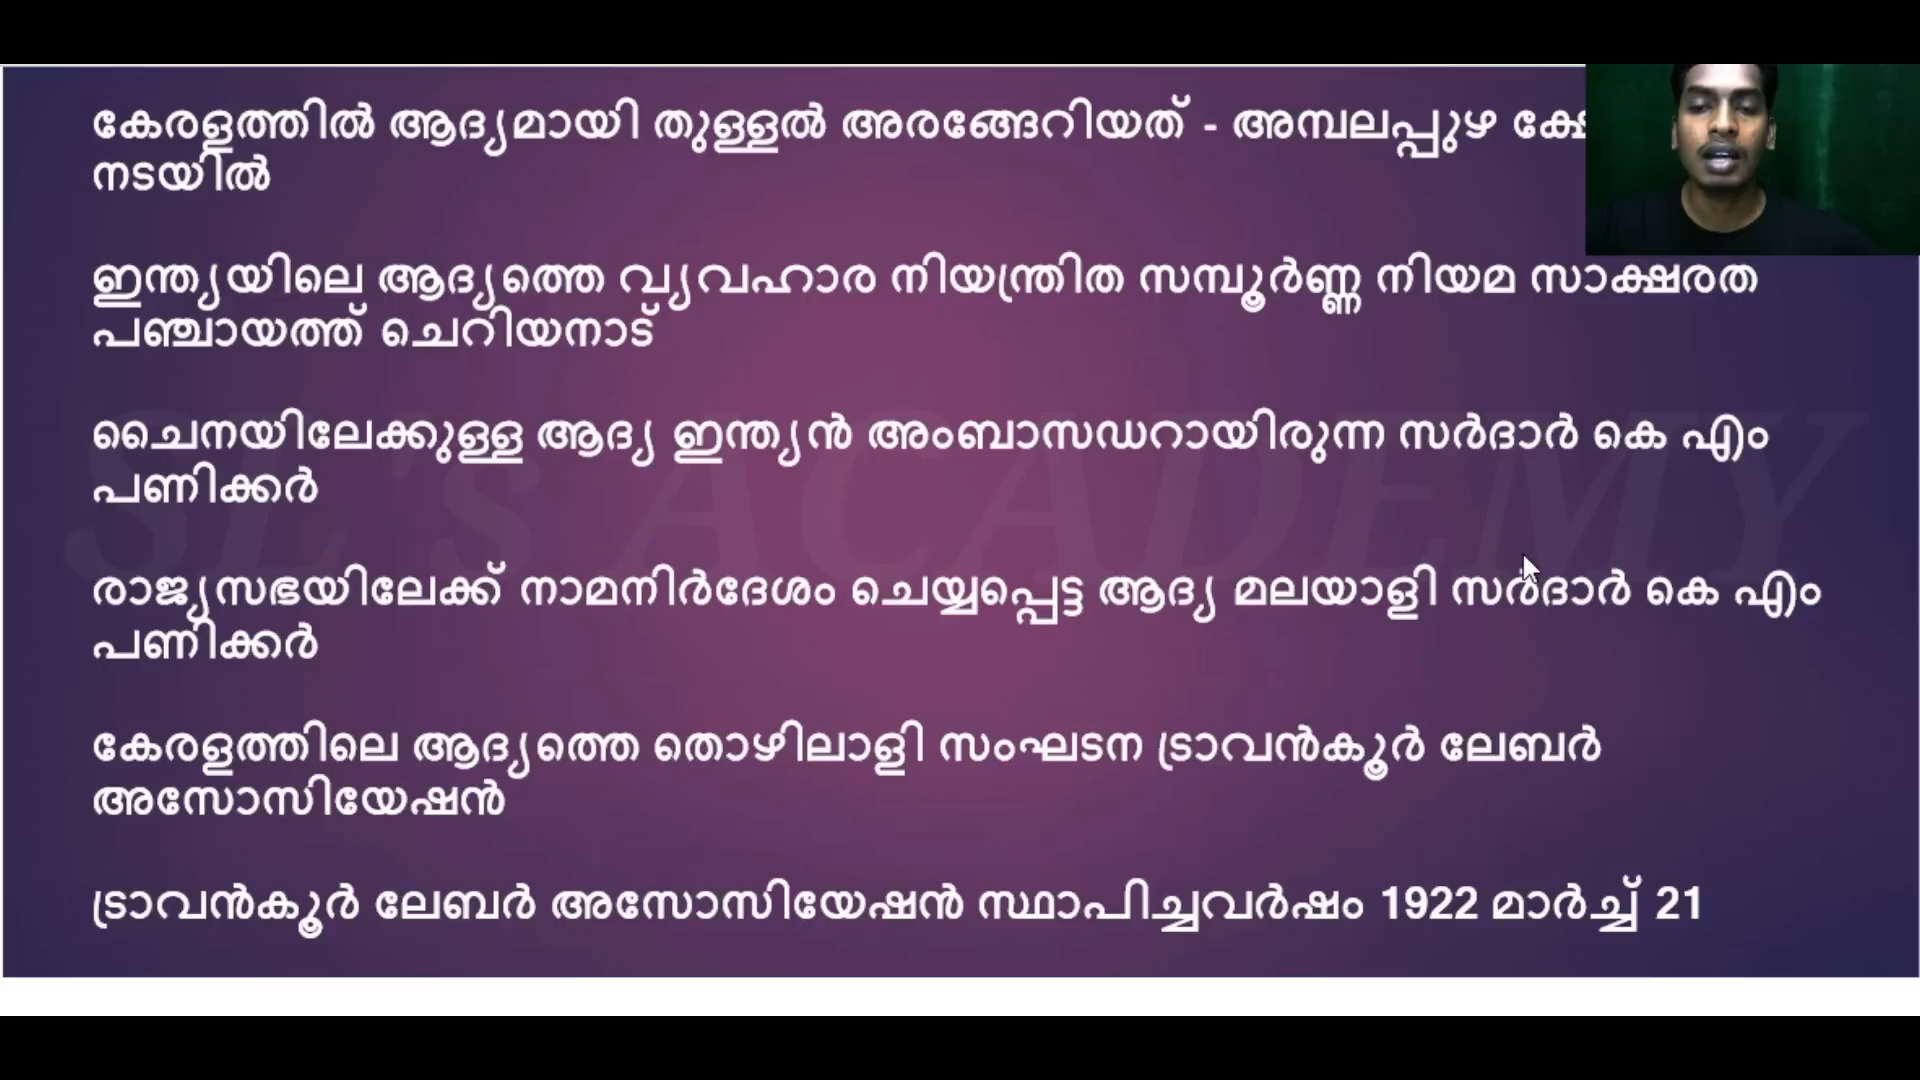 കേരളത്തിൽ ആദ്യമായി തുള്ളൽ അരങ്ങേറിയത് - അമ്പലപ്പുഴ
നടയിൽ
ഇന്ത്യയിലെ ആദ്യത്തെ വ്യവഹാര നിയന്ത്രിത സമ്പൂർണ്ണ നിയമ സാക്ഷരത
പഞ്ചായത്ത് ചെറിയനാട്
ചൈനയിലേക്കുള്ള ആദ്യ ഇന്ത്യൻ അംബാസഡറായിരുന്ന സർദാർ കെ എം
പണിക്കർ
രാജ്യസഭയിലേക്ക് നാമനിർദേശം ചെയ്യപ്പെട്ട ആദ്യ മലയാളി സർദാർ കെ എം
പണിക്കർ
കേരളത്തിലെ ആദ്യത്തെ തൊഴിലാളി സംഘടന ട്രാവൻകൂർ ലേബർ
അസോസിയേഷൻ
ട്രാവൻകൂർ ലേബർ അസോസിയേഷൻ സ്ഥാപിച്ചവർഷം 1922 മാർച്ച് 21
SL's ACADEMY